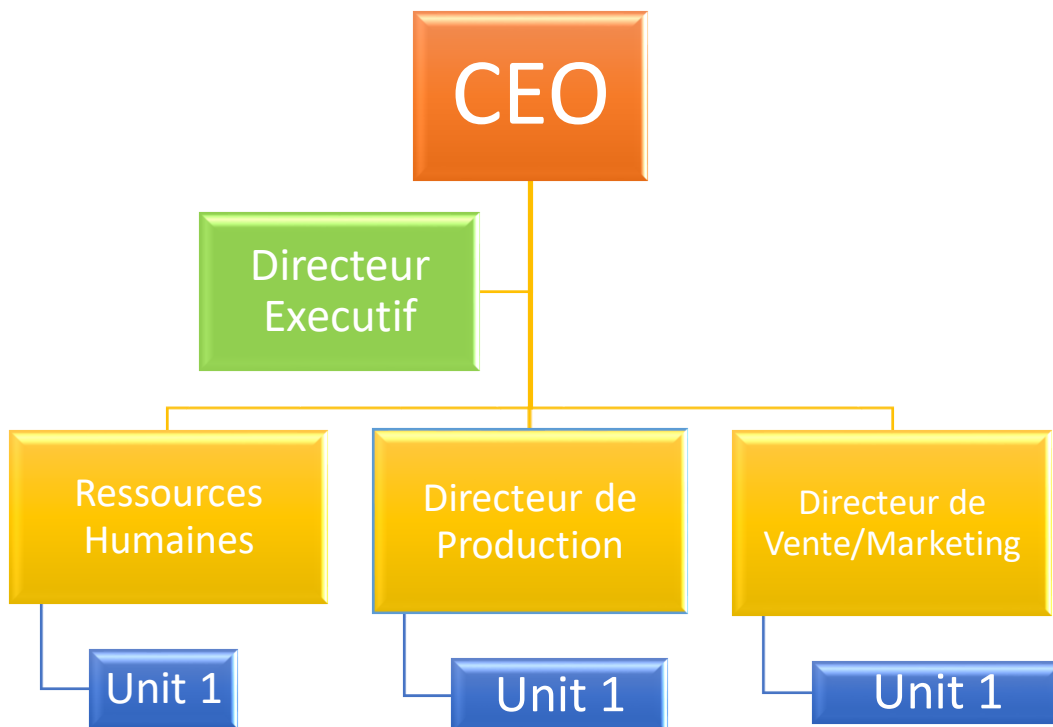 CEO
Directeur
Executif
Ressources
Humaines
Directeur de
Production
Directeur de
Vente/Marketing
Unit 1
Unit 1
Unit 1